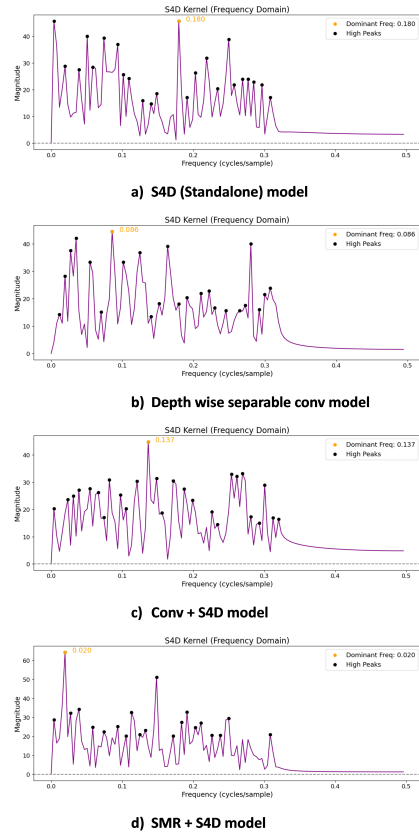 S4D Kernel (Frequency Domain)
0.180
Dominant Freq: 0.180
High Peaks
Magnitude
40
30
20
10
0
0.0 0.1 0.2 0.3 0.4 0.5
Frequency (cycles/sample)
a) S4D (Standalone) model
S4D Kernel (Frequency Domain)
0.086
Dominant Freq: 0.086
High Peaks
Magnitude
40
30
20
10
0
0.0 0.1 0.2 0.3 0.4 0.5
Frequency (cycles/sample)
b) Depth wise separable conv model
S4D Kernel (Frequency Domain)
0.137
Dominant Freq: 0.137
High Peaks
Magnitude
40
30
20
10
0
0.0 0.1 0.2 0.3 0.4 0.5
Frequency (cycles/sample)
c) Conv + S4D model
S4D Kernel (Frequency Domain)
0.020
Dominant Freq: 0.020
High Peaks
Magnitude
60
50
40
30
20
10
0
0.0 0.1 0.2 0.3 0.4 0.5
Frequency (cycles/sample)
d) SMR + S4D model